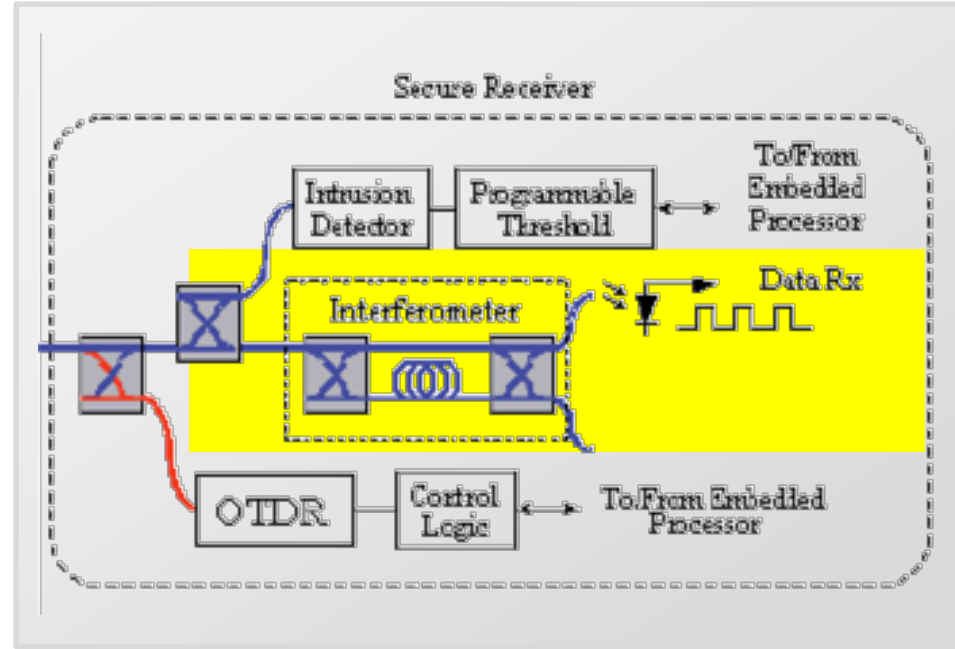 Secure Receiver
Intrusion
Detector
Programmable
Threshold
To/From
Embedded
Processor
Interferometer
Data Rx
OTDR
Control
Logic
To/From Embedded
Processor